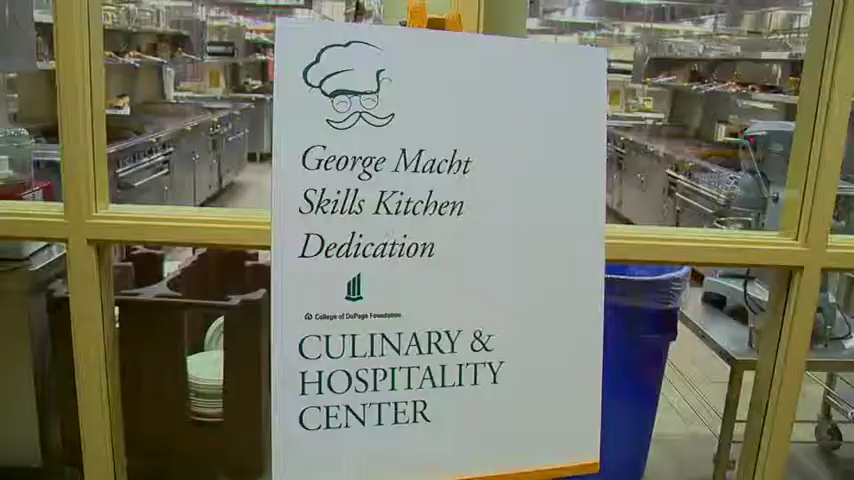 George Macht
Skills Kitchen
Dedication
College of DuPage Foundation
CULINARY &
HOSPITALITY
CENTER